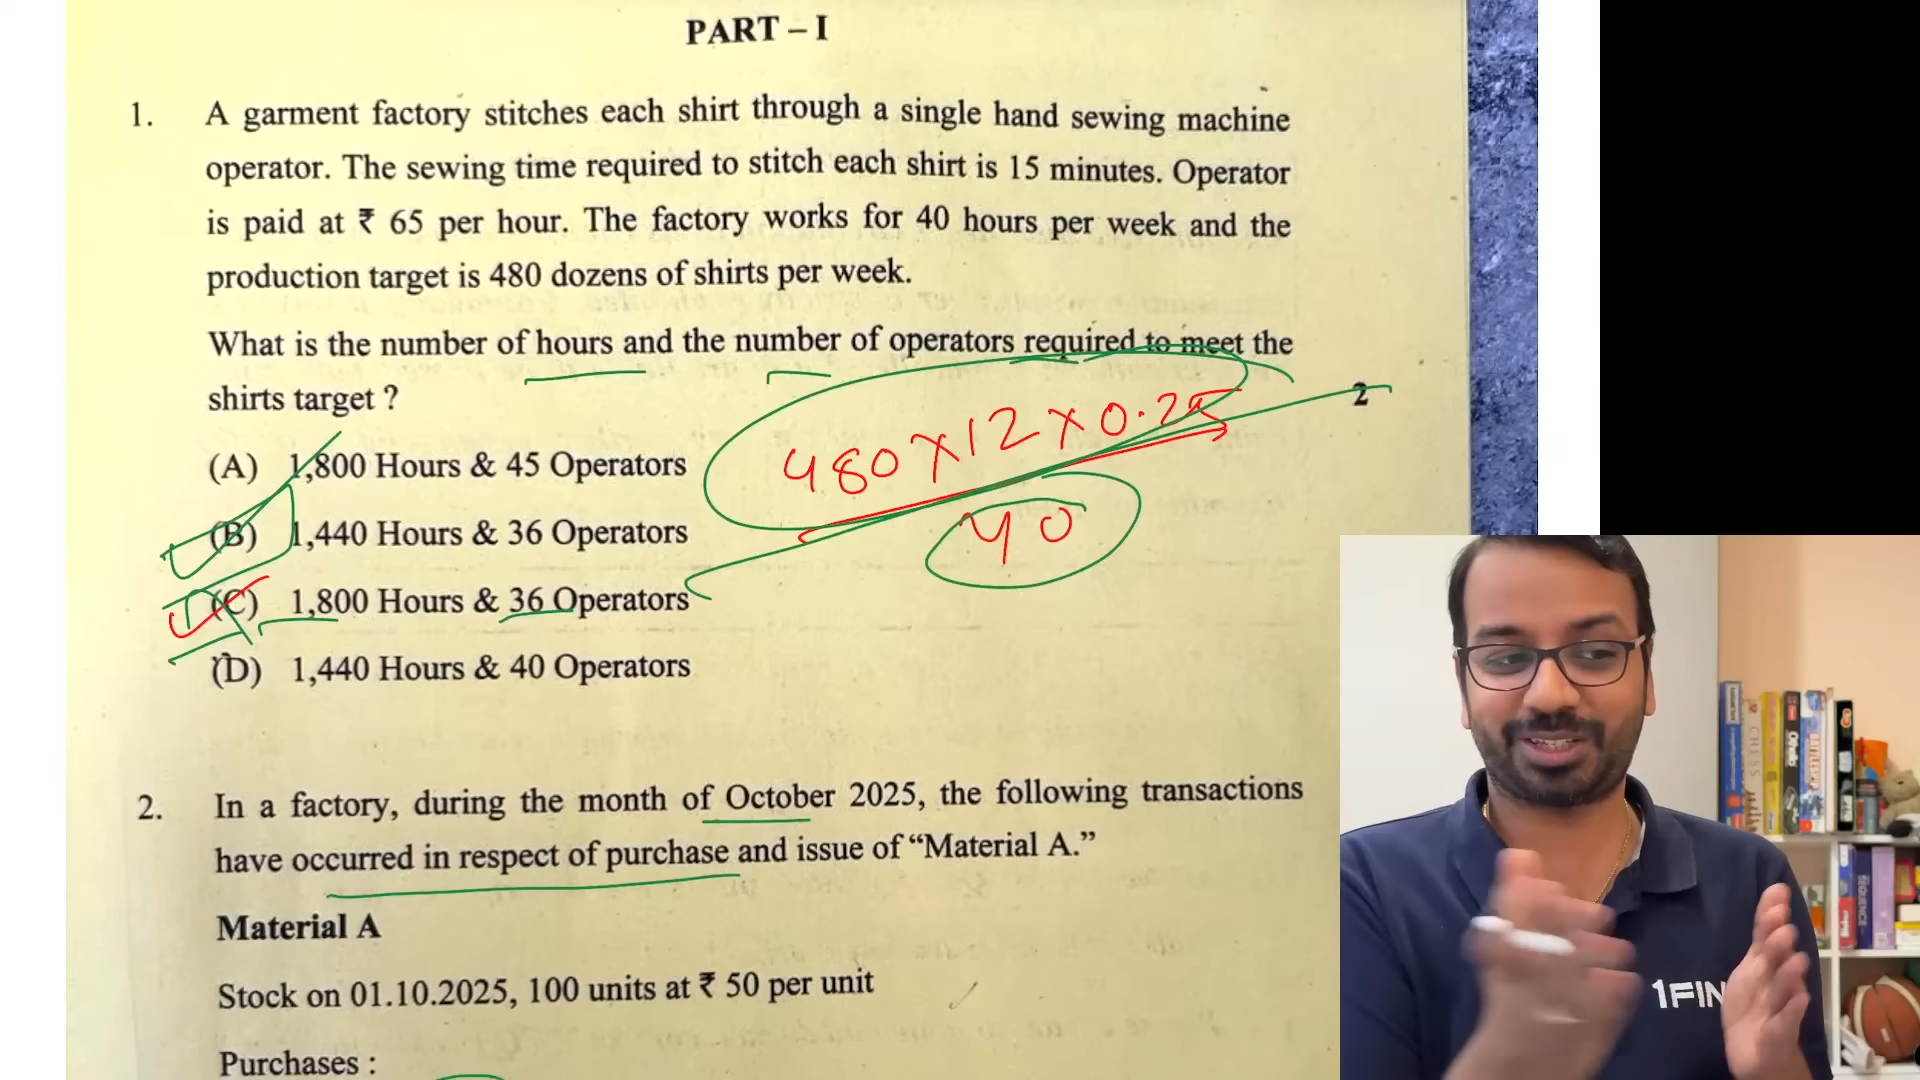 PART – I
1. A garment factory stitches each shirt through a single hand sewing machine
operator. The sewing time required to stitch each shirt is 15 minutes. Operator
is paid at ₹ 65 per hour. The factory works for 40 hours per week and the
production target is 480 dozens of shirts per week.
What is the number of hours and the number of operators required to meet the
shirts target ?
2
480 × 12 × 0.25
40
(A) 1,800 Hours & 45 Operators
(B) 1,440 Hours & 36 Operators
(C) 1,800 Hours & 36 Operators
(D) 1,440 Hours & 40 Operators
2. In a factory, during the month of October 2025, the following transactions
have occurred in respect of purchase and issue of “Material A.”
Material A
Stock on 01.10.2025, 100 units at ₹ 50 per unit
Purchases :
1FIN
CHESS
SEQUENCE